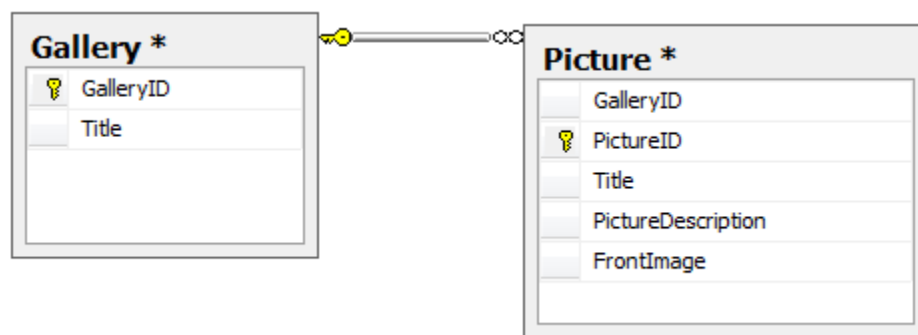 Gallery *
GalleryID
Title
Picture *
GalleryID
PictureID
Title
PictureDescription
FrontImage